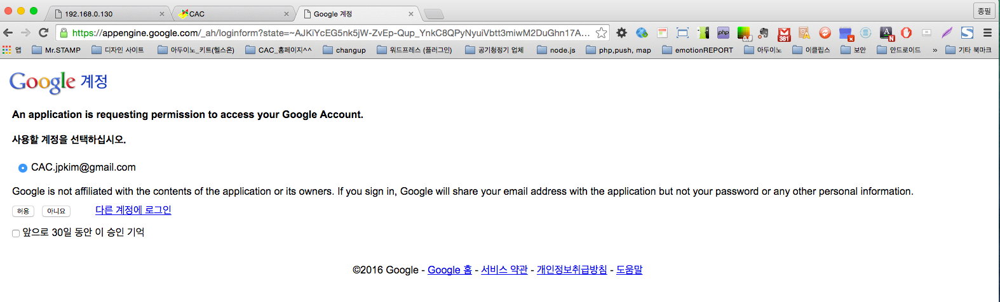 192.168.0.130
CAC
Google 계정
종필
https://appengine.google.com/_ah/loginform?state=~AJKiYcEG5nk5jW-ZvEp-Qup_YnkC8QPyNyuiVbtt3miwM2DuGhn17A...
php
0.0
381
N
앱 Mr.STAMP 디자인 사이트 아두이노_키트(헬스온) CAC_홈페이지^^ changup 워드프레스 (플러그인) 공기청정기 업체 node.js php,push, map emotionREPORT 아두이노 이클립스 보안 안드로이드 » 기타 북마크
Google 계정
An application is requesting permission to access your Google Account.
사용할 계정을 선택하십시오.
CAC.jpkim@gmail.com
Google is not affiliated with the contents of the application or its owners. If you sign in, Google will share your email address with the application but not your password or any other personal information.
허용 아니요 다른 계정에 로그인
앞으로 30일 동안 이 승인 기억
©2016 Google - Google 홈 - 서비스 약관 - 개인정보취급방침 - 도움말